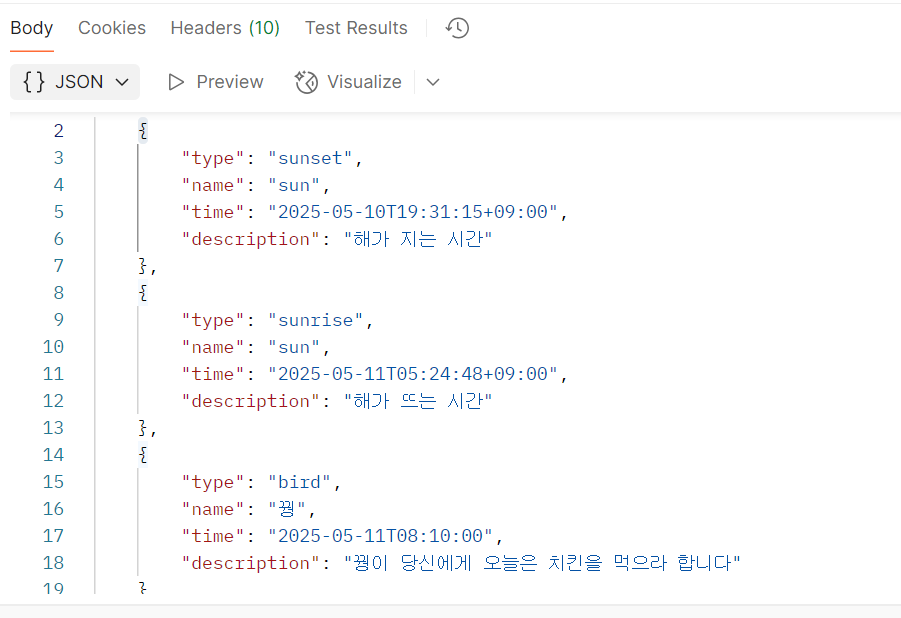 Body Cookies Headers (10) Test Results
{} JSON Preview Visualize
2 {
3 "type": "sunset",
4 "name": "sun",
5 "time": "2025-05-10T19:31:15+09:00",
6 "description": "해가 지는 시간"
7 },
8 {
9 "type": "sunrise",
10 "name": "sun",
11 "time": "2025-05-11T05:24:48+09:00",
12 "description": "해가 뜨는 시간"
13 },
14 {
15 "type": "bird",
16 "name": "꿩",
17 "time": "2025-05-11T08:10:00",
18 "description": "꿩이 당신에게 오늘은 치킨을 먹으라 합니다"
19 }